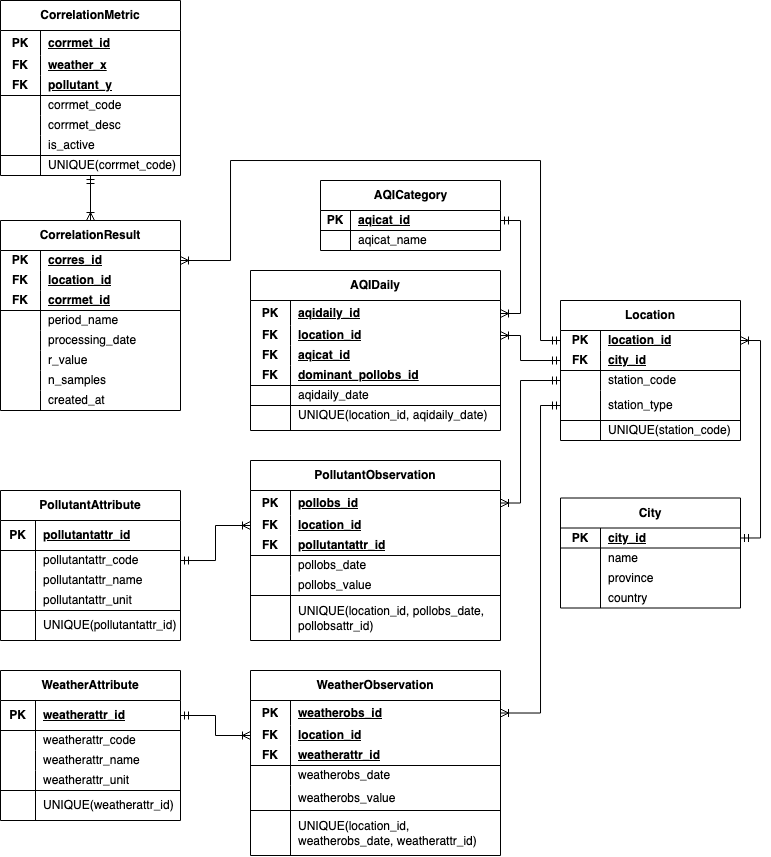 CorrelationMetric
PK corrmet_id
FK weather_x
FK pollutant_y
corrmet_code
corrmet_desc
is_active
UNIQUE(corrmet_code)
CorrelationResult
PK corres_id
FK location_id
FK corrmet_id
period_name
processing_date
r_value
n_samples
created_at
AQICategory
PK aqicat_id
aqicat_name
AQIDaily
PK aqidaily_id
FK location_id
FK aqicat_id
FK dominant_pollobs_id
aqidaily_date
UNIQUE(location_id, aqidaily_date)
Location
PK location_id
FK city_id
station_code
station_type
UNIQUE(station_code)
PollutantAttribute
PK pollutantattr_id
pollutantattr_code
pollutantattr_name
pollutantattr_unit
UNIQUE(pollutantattr_id)
PollutantObservation
PK pollobs_id
FK location_id
FK pollutantattr_id
pollobs_date
pollobs_value
UNIQUE(location_id, pollobs_date,
pollobsattr_id)
City
PK city_id
name
province
country
WeatherAttribute
PK weatherattr_id
weatherattr_code
weatherattr_name
weatherattr_unit
UNIQUE(weatherattr_id)
WeatherObservation
PK weatherobs_id
FK location_id
FK weatherattr_id
weatherobs_date
weatherobs_value
UNIQUE(location_id,
weatherobs_date, weatherattr_id)